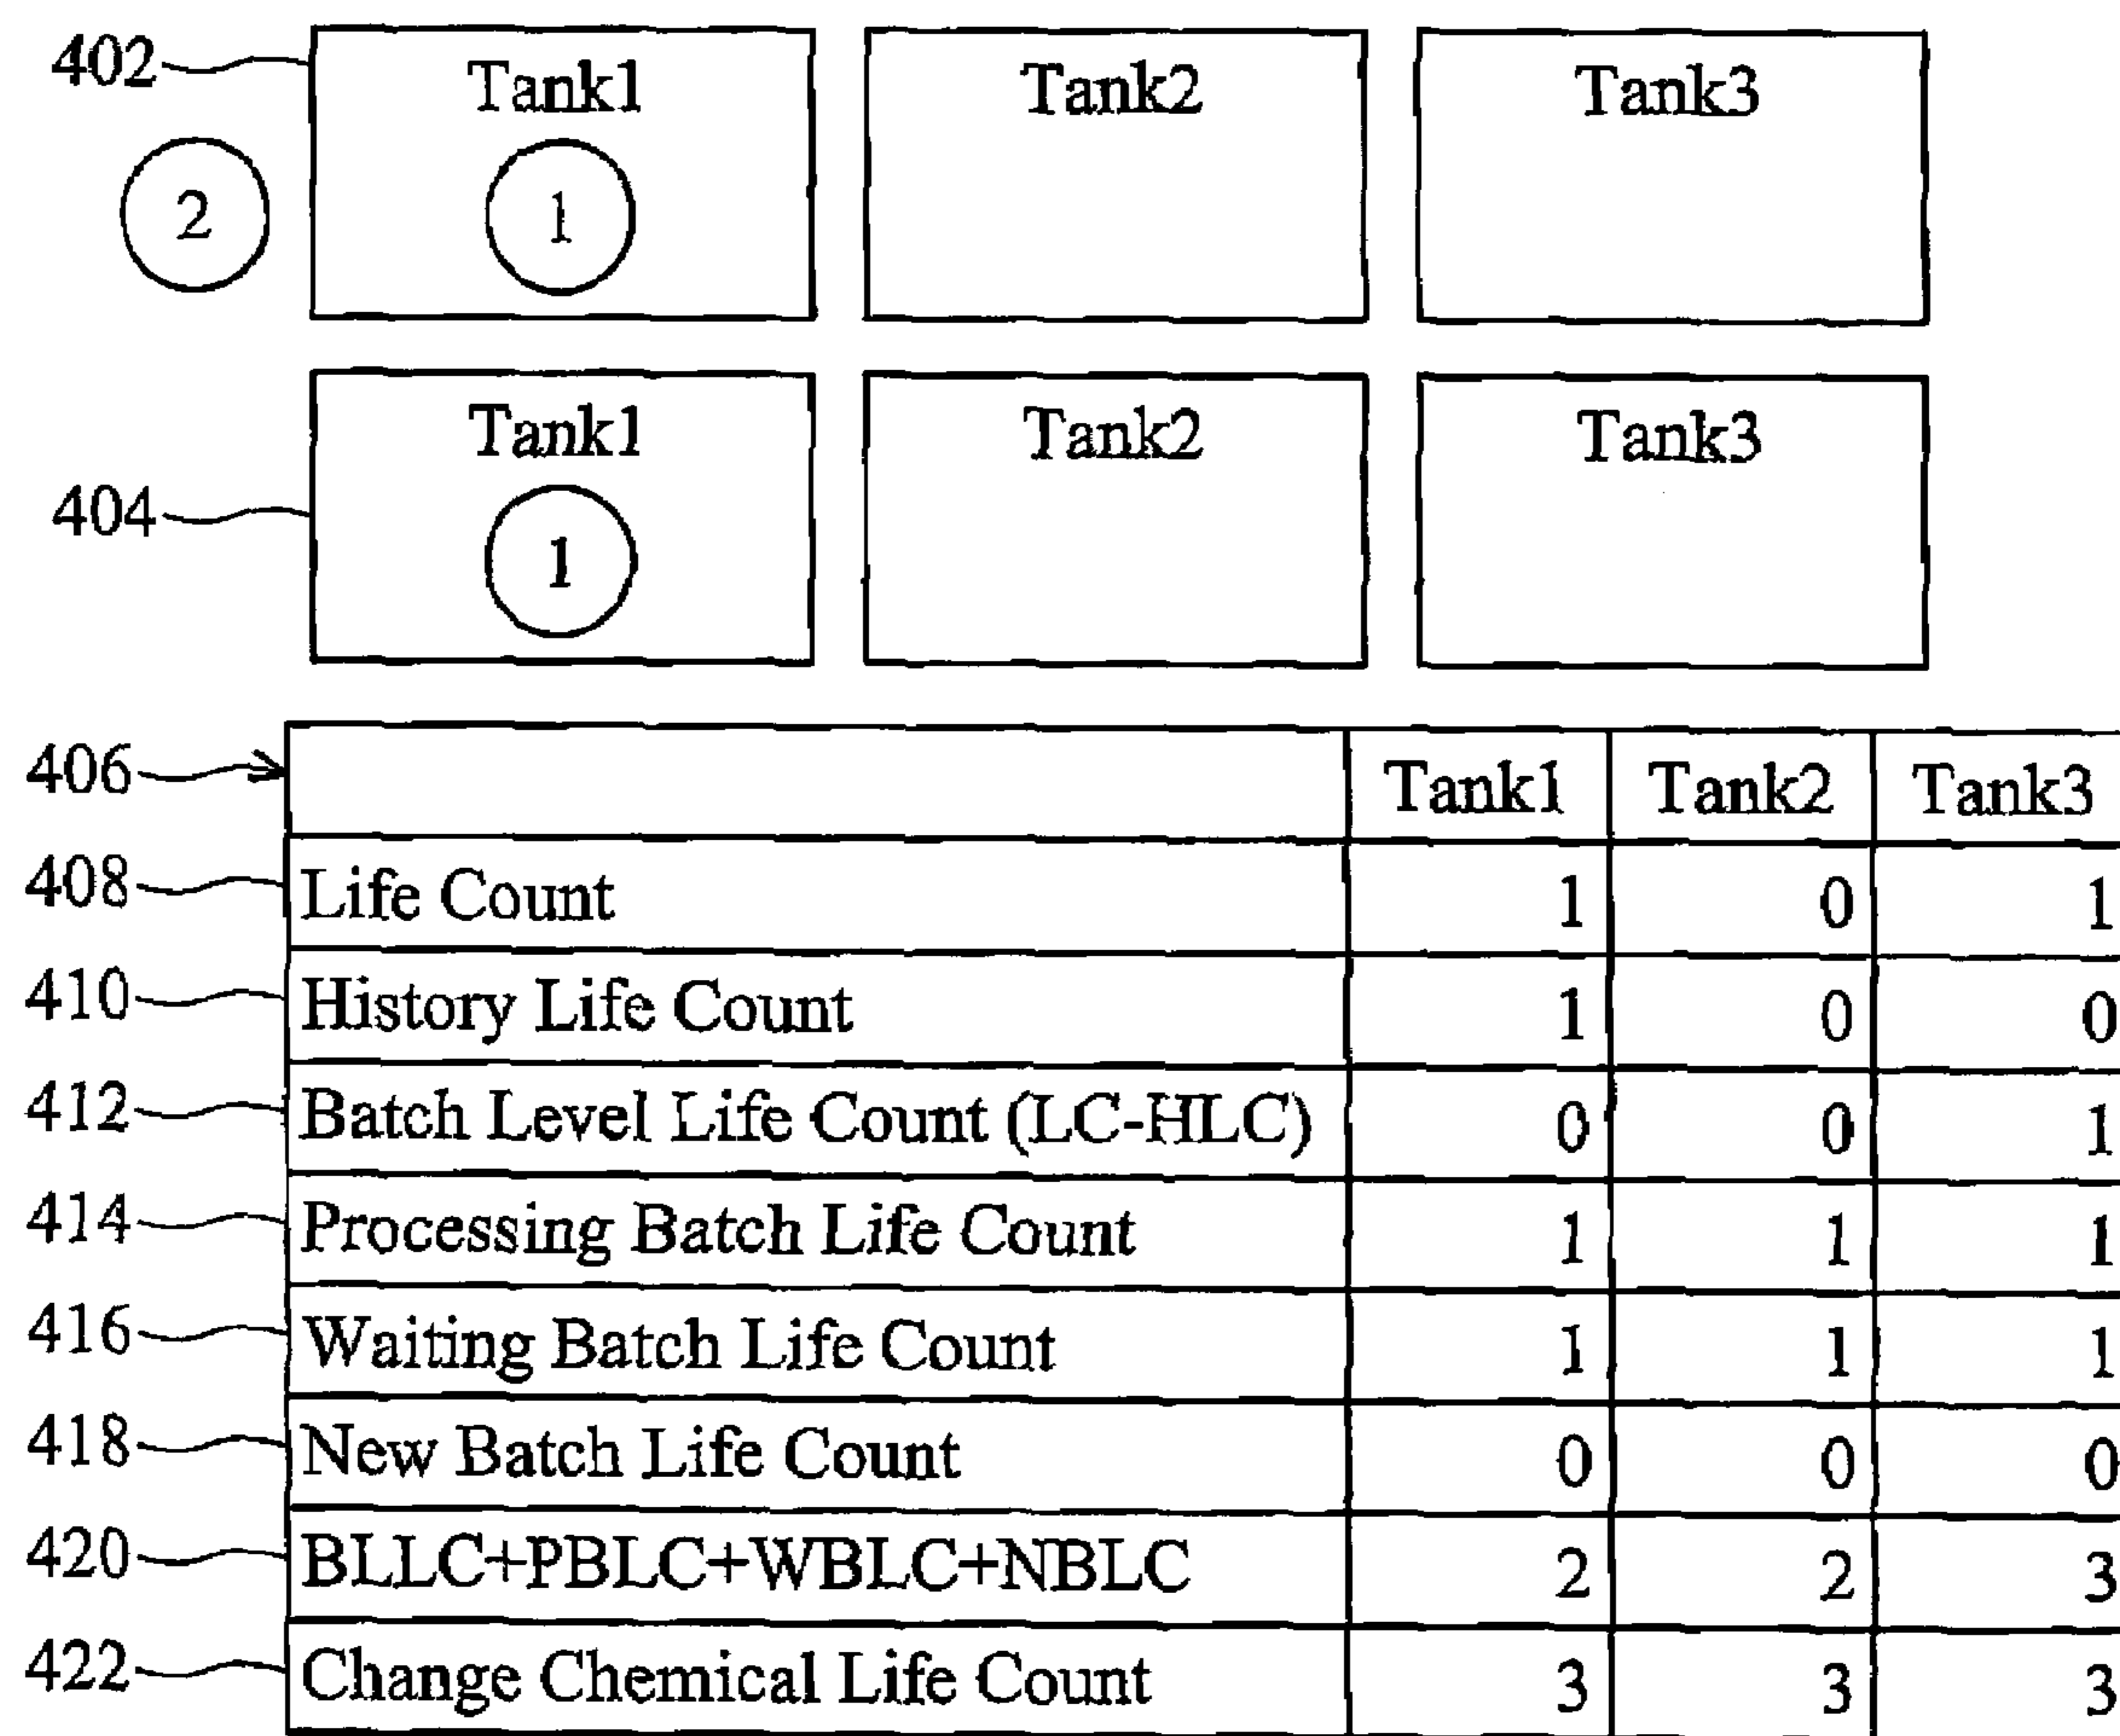 402 Tank1 Tank2 Tank3
2 1
Tank1 Tank2 Tank3
404
1
406 Tank1 Tank2 Tank3
408 Life Count 1 0 1
410 History Life Count 1 0 0
412 Batch Level Life Count (LC-HLC) 0 0 1
414 Processing Batch Life Count 1 1 1
416 Waiting Batch Life Count 1 1 1
418 New Batch Life Count 0 0 0
420 BLLC+PBLC+WBLC+NBLC 2 2 3
422 Change Chemical Life Count 3 3 3